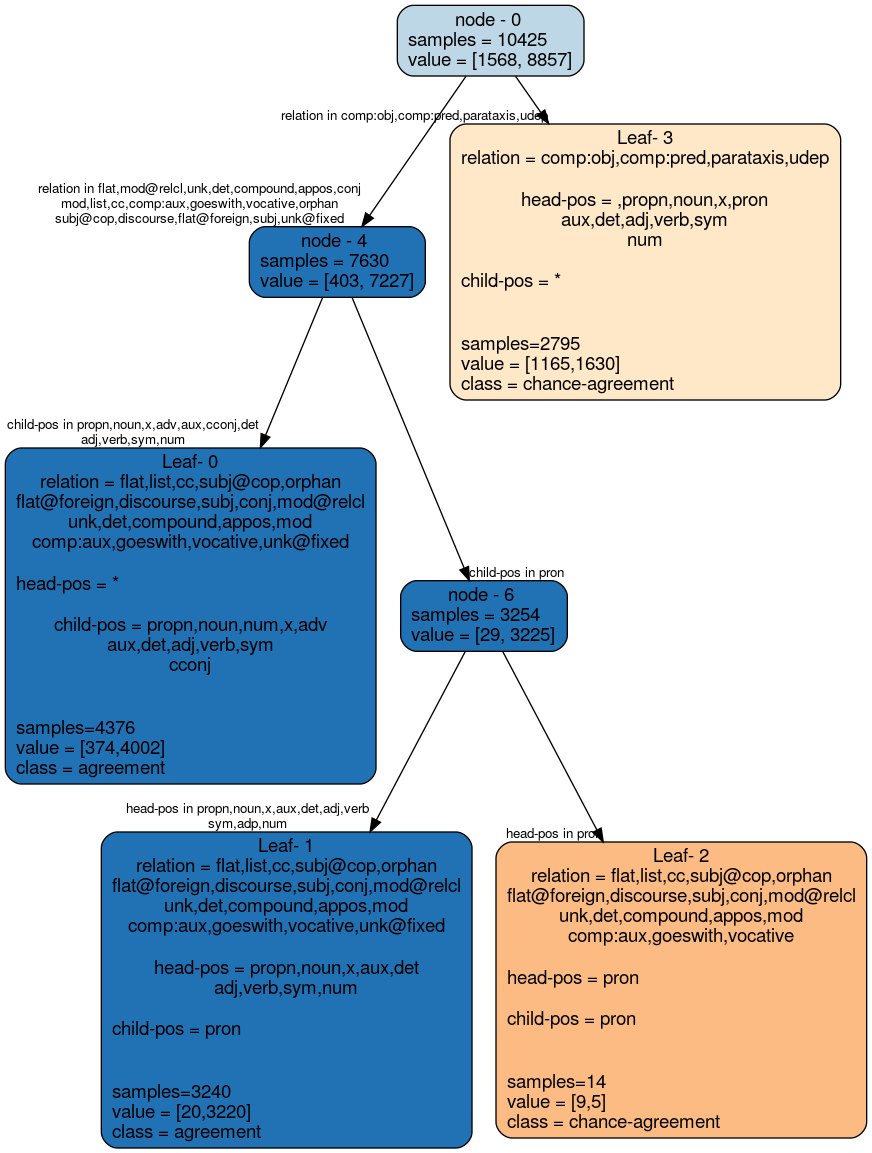 node - 0
samples = 10425
value = [1568, 8857]
relation in comp:obj,comp:pred,parataxis,udep
Leaf- 3
relation = comp:obj,comp:pred,parataxis,udep
head-pos = ,propn,noun,x,pron
aux,det,adj,verb,sym
num
child-pos = *
samples=2795
value = [1165,1630]
class = chance-agreement
relation in flat,mod@relcl,unk,det,compound,appos,conj
mod,list,cc,comp:aux,goeswith,vocative,orphan
subj@cop,discourse,flat@foreign,subj,unk@fixed
node - 4
samples = 7630
value = [403, 7227]
child-pos in propn,noun,x,adv,aux,cconj,det
adj,verb,sym,num
Leaf- 0
relation = flat,list,cc,subj@cop,orphan
flat@foreign,discourse,subj,conj,mod@relcl
unk,det,compound,appos,mod
comp:aux,goeswith,vocative,unk@fixed
head-pos = *
child-pos = propn,noun,num,x,adv
aux,det,adj,verb,sym
cconj
samples=4376
value = [374,4002]
class = agreement
child-pos in pron
node - 6
samples = 3254
value = [29, 3225]
head-pos in propn,noun,x,aux,det,adj,verb
sym,adp,num
Leaf- 1
relation = flat,list,cc,subj@cop,orphan
flat@foreign,discourse,subj,conj,mod@relcl
unk,det,compound,appos,mod
comp:aux,goeswith,vocative,unk@fixed
head-pos = propn,noun,x,aux,det
adj,verb,sym,num
child-pos = pron
samples=3240
value = [20,3220]
class = agreement
head-pos in pron
Leaf- 2
relation = flat,list,cc,subj@cop,orphan
flat@foreign,discourse,subj,conj,mod@relcl
unk,det,compound,appos,mod
comp:aux,goeswith,vocative
head-pos = pron
child-pos = pron
samples=14
value = [9,5]
class = chance-agreement